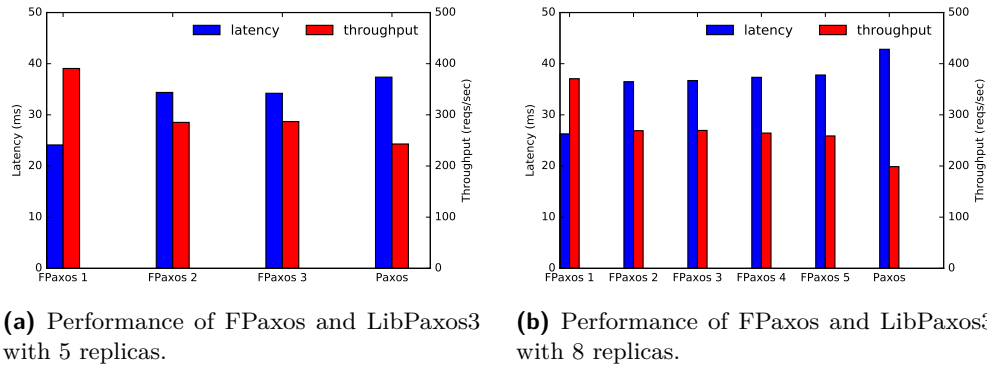 latency throughput
Latency (ms)
50
40
30
20
10
0
Throughput (reqs/sec)
500
400
300
200
100
0
FPaxos 1 FPaxos 2 FPaxos 3 Paxos
(a) Performance of FPaxos and LibPaxos3
with 5 replicas.
latency throughput
Latency (ms)
50
40
30
20
10
0
Throughput (reqs/sec)
500
400
300
200
100
0
FPaxos 1 FPaxos 2 FPaxos 3 FPaxos 4 FPaxos 5 Paxos
(b) Performance of FPaxos and LibPaxos3
with 8 replicas.